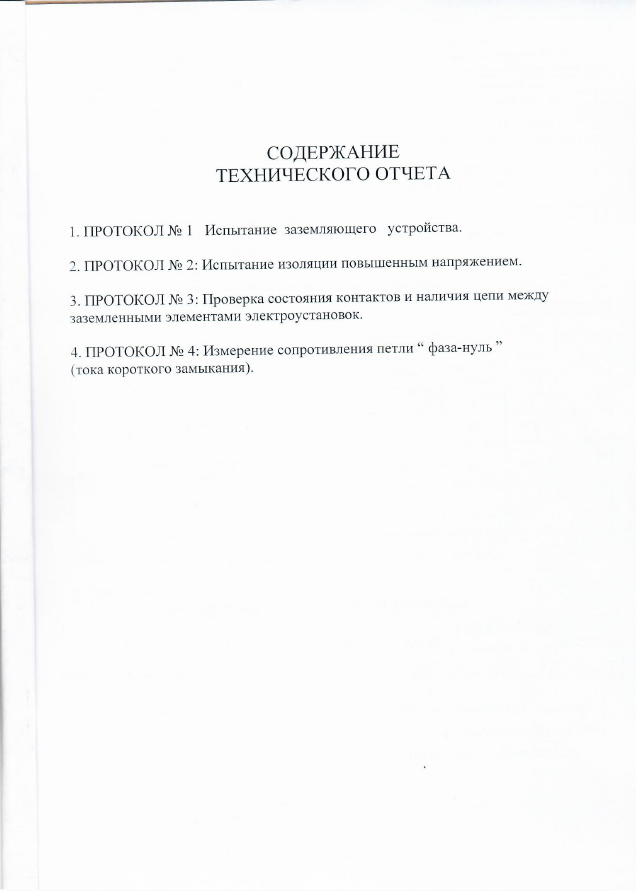 СОДЕРЖАНИЕ
ТЕХНИЧЕСКОГО ОТЧЕТА
1. ПРОТОКОЛ № 1 Испытание заземляющего устройства.
2. ПРОТОКОЛ № 2: Испытание изоляции повышенным напряжением.
3. ПРОТОКОЛ № 3: Проверка состояния контактов и наличия цепи между
заземленными элементами электроустановок.
4. ПРОТОКОЛ № 4: Измерение сопротивления петли “ фаза-нуль ”
(тока короткого замыкания).